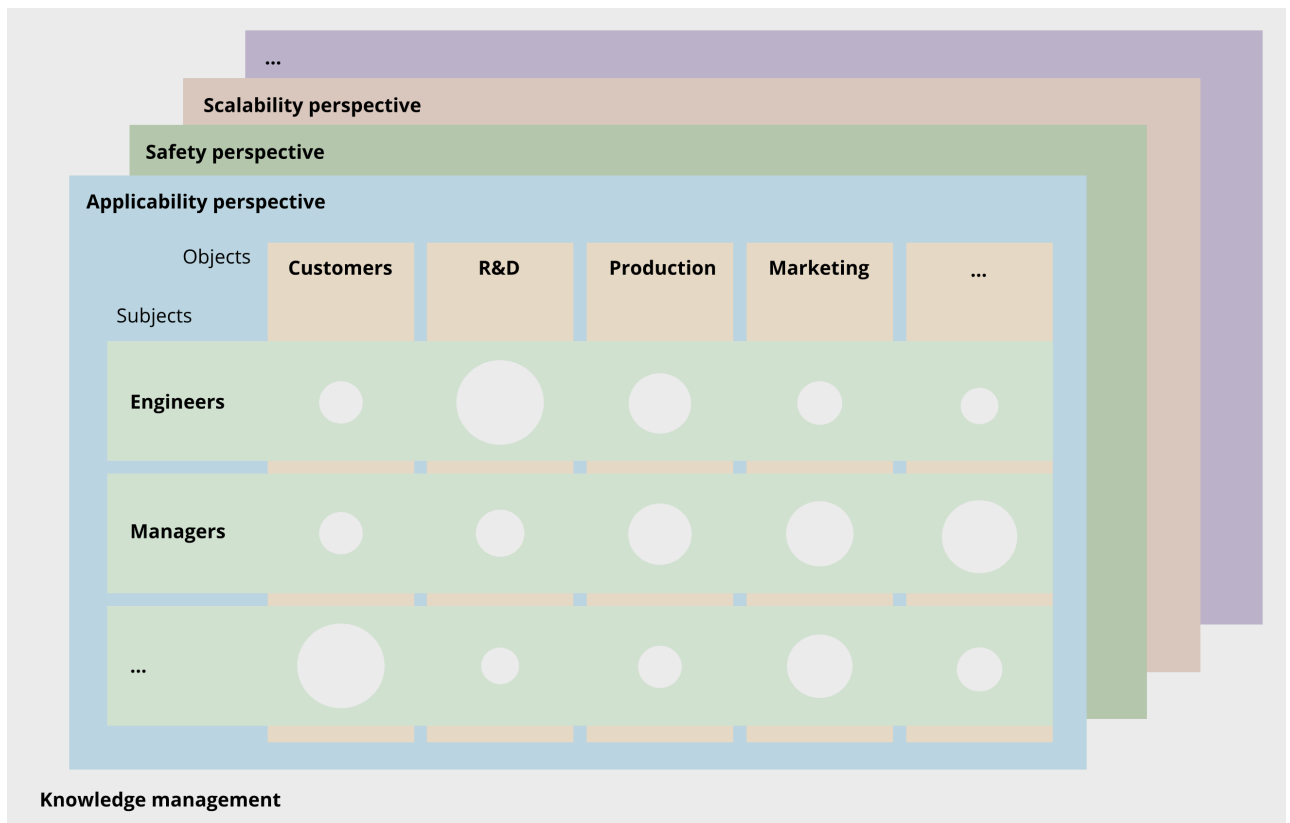 ...
Scalability perspective
Safety perspective
Applicability perspective
Objects
Customers
R&D
Production
Marketing
...
Subjects
Engineers
Managers
...
Knowledge management